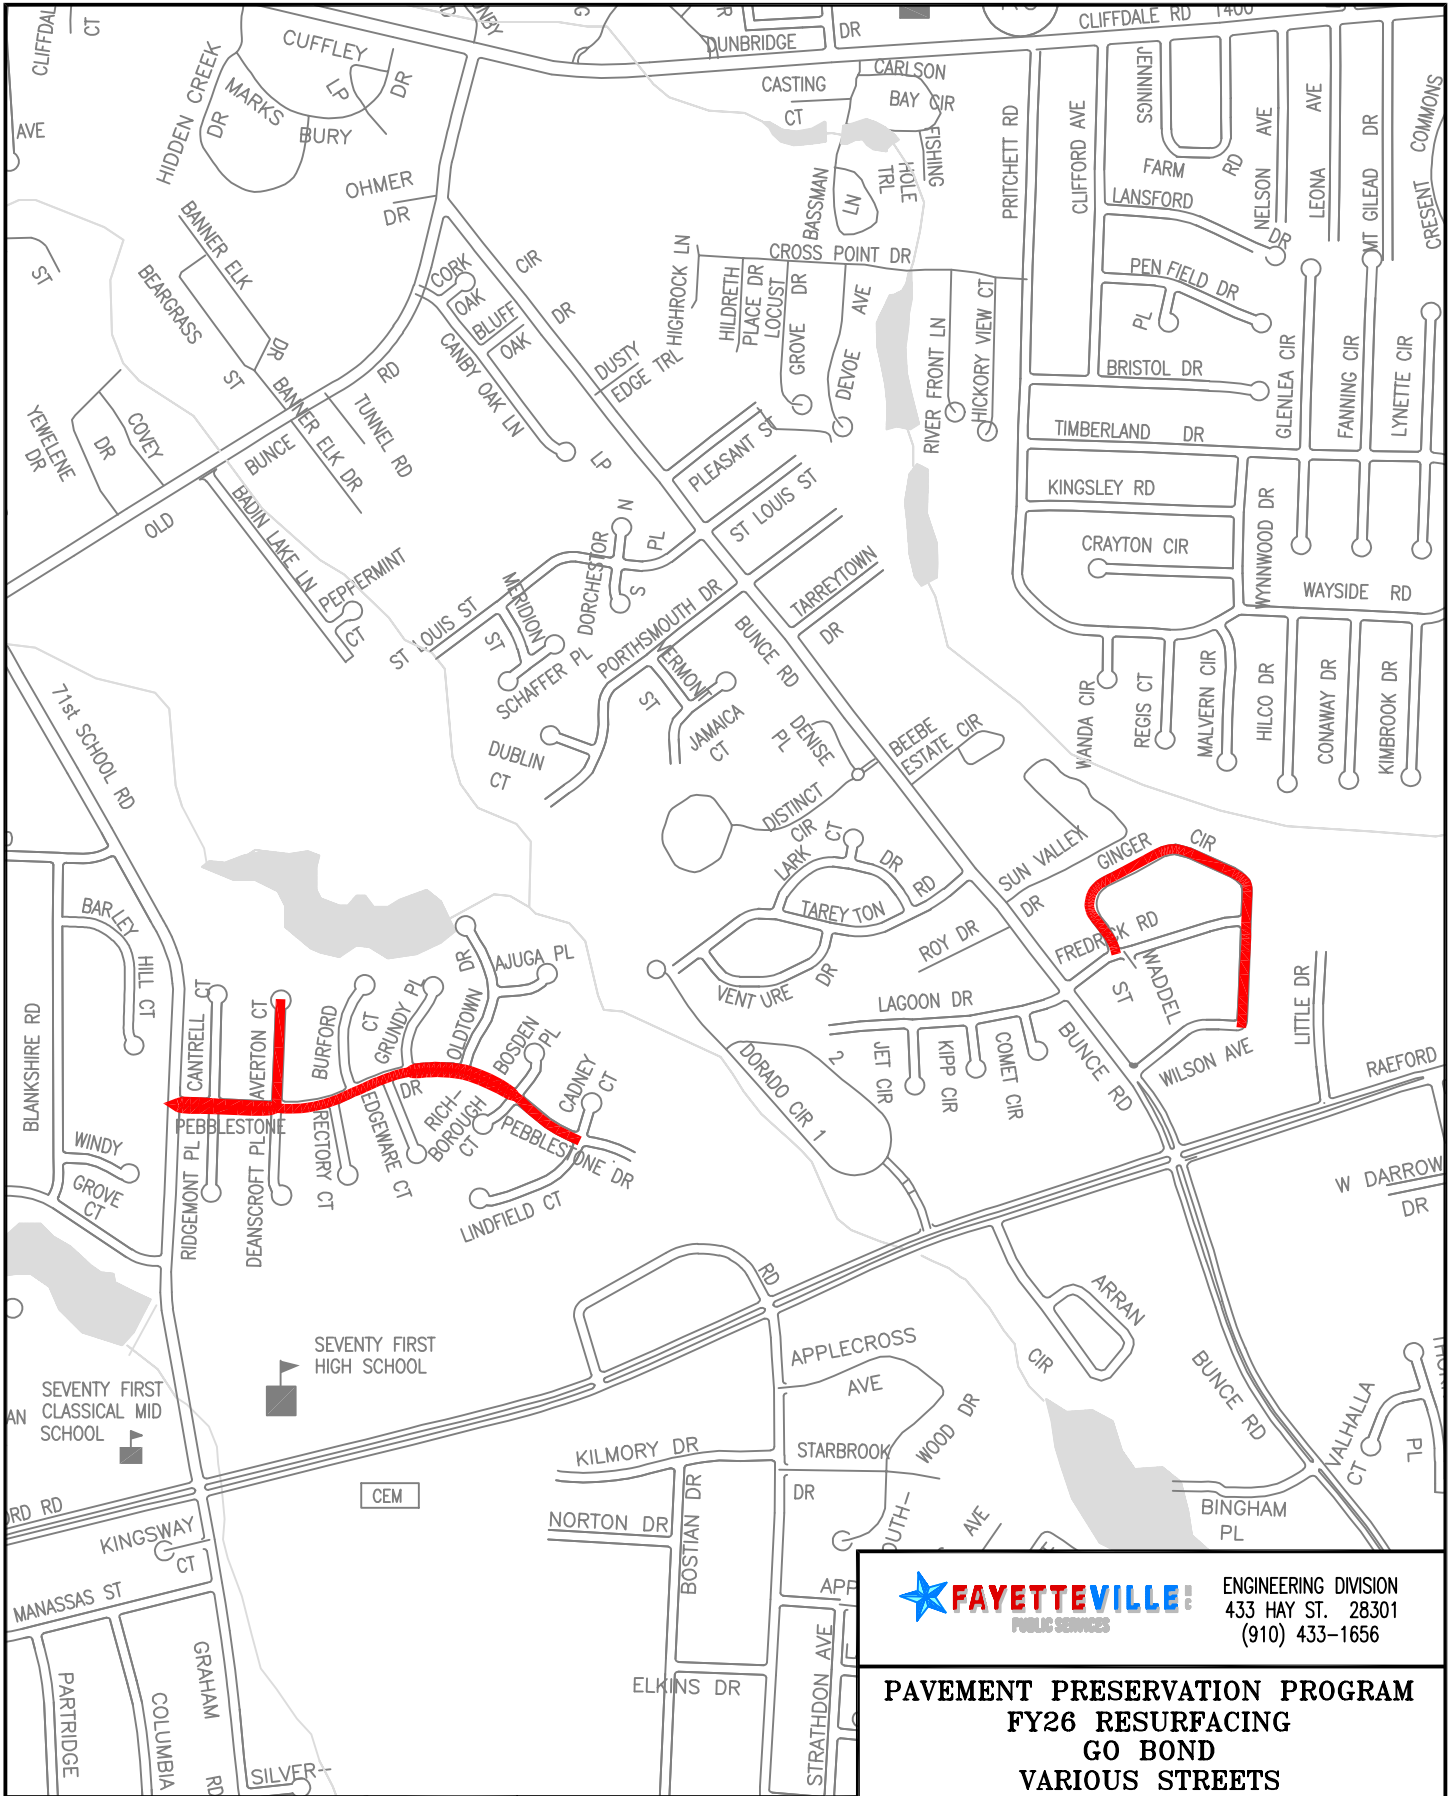 CLIFFDALE RD 1400
CLIFFDAL
CT
CUFFLEY
LP
DR
MARKS
BURY
DR
HIDDEN CREEK
AVE
DUNBRIDGE DR
CASTING
CT
CARLSON
BAY CIR
FISHING
HOLE
TRL
BASSMAN
LN
PRITCHETT RD
CLIFFORD AVE
JENNINGS
FARM
RD
NELSON AVE
LEONA AVE
MT GILEAD DR
CRESENT COMMONS
OHMER
DR
LANSFORD
DR
BANNER ELK
DR
BEARGRASS
ST
ST
CORK
OAK
CIR
BLUFF
OAK
DR
CANBY OAK LN
HIGHROCK LN
CROSS POINT DR
HILDRETH
PLACE DR
LOCUST
GROVE DR
DEVOE AVE
RIVER FRONT LN
HICKORY VIEW CT
PEN FIELD DR
PL
BRISTOL DR
GLENLEA CIR
FANNING CIR
LYNETTE CIR
DUSTY
EDGE TRL
LP
YEWELENE
DR
COVEY
DR
OLD
BUNCE
RD
BANNER ELK DR
TUNNEL RD
BADIN LAKE LN
PEPPERMINT
CT
PLEASANT ST
ST LOUIS ST
TIMBERLAND DR
KINGSLEY RD
CRAYTON CIR
WYNNWOOD DR
WAYSIDE RD
DORCHESTOR
N
S
PL
MERIDION
ST
ST LOUIS ST
SCHAFFER PL
PORTHSMOUTH DR
TARREYTOWN
DR
BUNCE RD
VERMONT
ST
JAMAICA
CT
DUBLIN
CT
DENISE
PL
BEEBE
ESTATE CIR
WANDA CIR
REGIS CT
MALVERN CIR
HILCO DR
CONAWAY DR
KIMBROOK DR
71st SCHOOL RD
DISTINCT
CIR
LARK
CT
DR
RD
TAREY TON
SUN VALLEY
DR
GINGER CIR
FREDRICK RD
ROY DR
VENT URE DR
LAGOON DR
WADDEL
ST
WILSON AVE
LITTLE DR
RAEFORD
BARLEY
HILL CT
BLANKSHIRE RD
CANTRELL CT
AVERTON CT
BURFORD
CT
GRUNDY PL
OLDTOWN
DR
AJUGA PL
BOSDEN
PL
CADNEY
CT
PEBBLESTONE
DR
PEBBLESTONE DR
RIDGEMONT PL
DEANSCROFT PL
RECTORY CT
EDGEWARE CT
RICH-
BOROUGH
CT
LINDFIELD CT
WINDY
GROVE
CT
DORADO CIR 1
2
JET CIR
KIPP CIR
COMET CIR
BUNCE RD
W DARROW
DR
RD
ARRAN
CIR
BUNCE RD
SEVENTY FIRST
HIGH SCHOOL
SEVENTY FIRST
CLASSICAL MID
SCHOOL
AN
APPLECROSS
AVE
KILMORY DR
STARBROOK
DR
WOOD DR
OUTH-
AVE
VALHALLA
CT
PL
BINGHAM
PL
CEM
NORTON DR
BOSTIAN DR
ORD RD
KINGSWAY
CT
MANASSAS ST
PARTRIDGE
COLUMBIA
GRAHAM
RD
SILVER-
ELKINS DR
STRATHDON AVE
APP
FAYETTEVILLE
PUBLIC SERVICES
ENGINEERING DIVISION
433 HAY ST. 28301
(910) 433-1656
PAVEMENT PRESERVATION PROGRAM
FY26 RESURFACING
GO BOND
VARIOUS STREETS